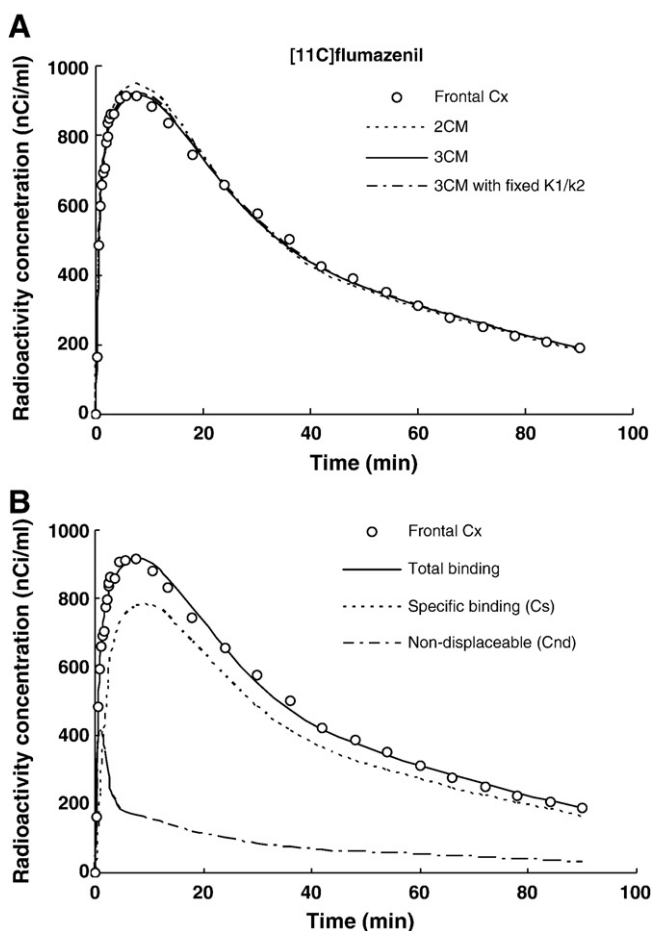 A
[11C]flumazenil
Radioactivity concnetration (nCi/ml)
1000
800
600
400
200
0
Frontal Cx
2CM
3CM
3CM with fixed K1/k2
0 20 40 60 80 100
Time (min)
B
Radioactivity concentration (nCi/ml)
1000
800
600
400
200
0
Frontal Cx
Total binding
Specific binding (Cs)
Non-displaceable (Cnd)
0 20 40 60 80 100
Time (min)